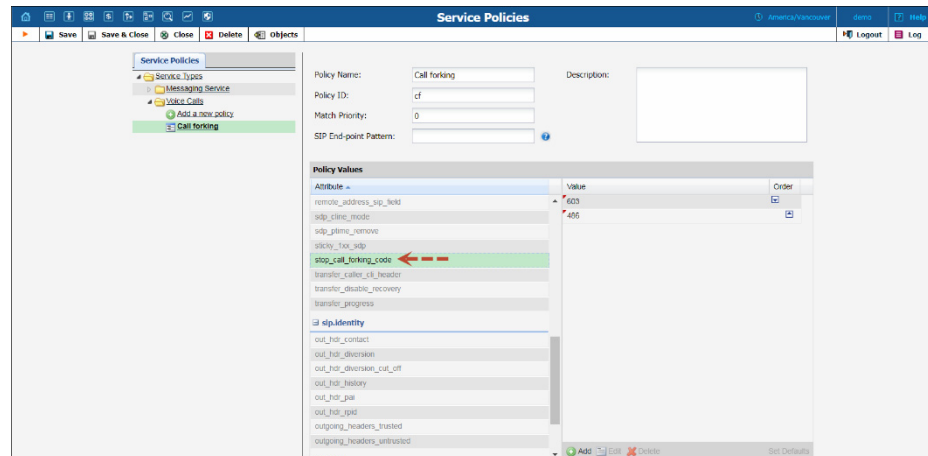 Service Policies
America/Vancouver
demo
Help
Save
Save & Close
Close
Delete
Objects
Logout
Log
Service Policies
Service Types
Messaging Service
Voice Calls
Add a new policy
Call forking
Policy Name: Call forking
Description:
Policy ID: cf
Match Priority: 0
SIP End-point Pattern:
Policy Values
Attribute
Value
Order
remote_address_sip_field
603
sdp_cline_mode
486
sdp_ptime_remove
sticky_1xx_sdp
stop_call_forking_code
transfer_caller_cli_header
transfer_disable_recovery
transfer_progress
sip.identity
out_hdr_contact
out_hdr_diversion
out_hdr_diversion_cut_off
out_hdr_history
out_hdr_pai
out_hdr_rpid
outgoing_headers_trusted
outgoing_headers_untrusted
Add
Edit
Delete
Set Defaults